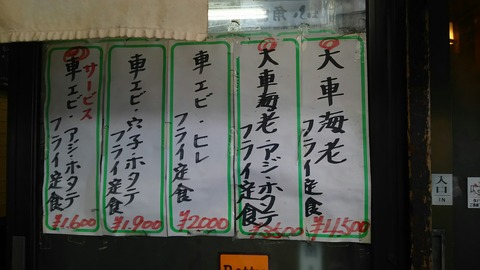 大車海老
フライ定食
¥4500
大車海老・アジ・ホタテ
フライ定食
¥3500
車エビ・ヒレ
フライ定食
¥2000
車エビ・穴子・ホタテ
フライ定食
¥1.900
サービス
車エビ・アジ・ホタテ
フライ定食
¥1.600
入口
IN